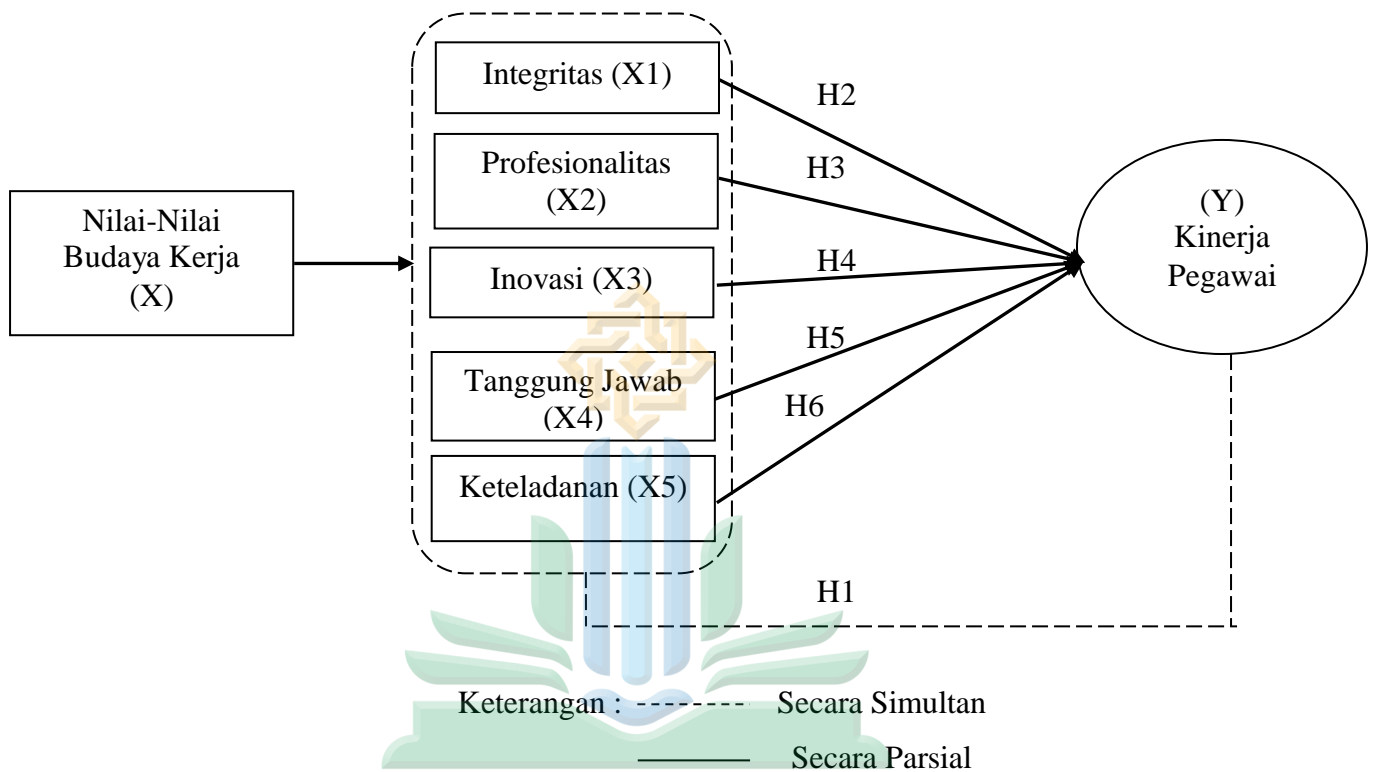 Nilai-Nilai
Budaya Kerja
(X)
Integritas (X1)
Profesionalitas
(X2)
Inovasi (X3)
Tanggung Jawab
(X4)
Keteladanan (X5)
H2
H3
H4
H5
H6
(Y)
Kinerja
Pegawai
H1
Keterangan : Secara Simultan
Secara Parsial